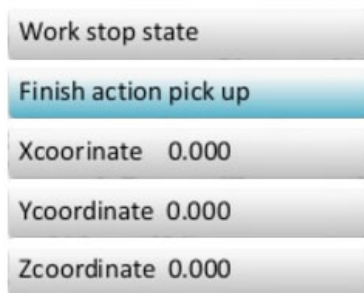 Work stop state
Finish action pick up
Xcoorinate 0.000
Ycoordinate 0.000
Zcoordinate 0.000